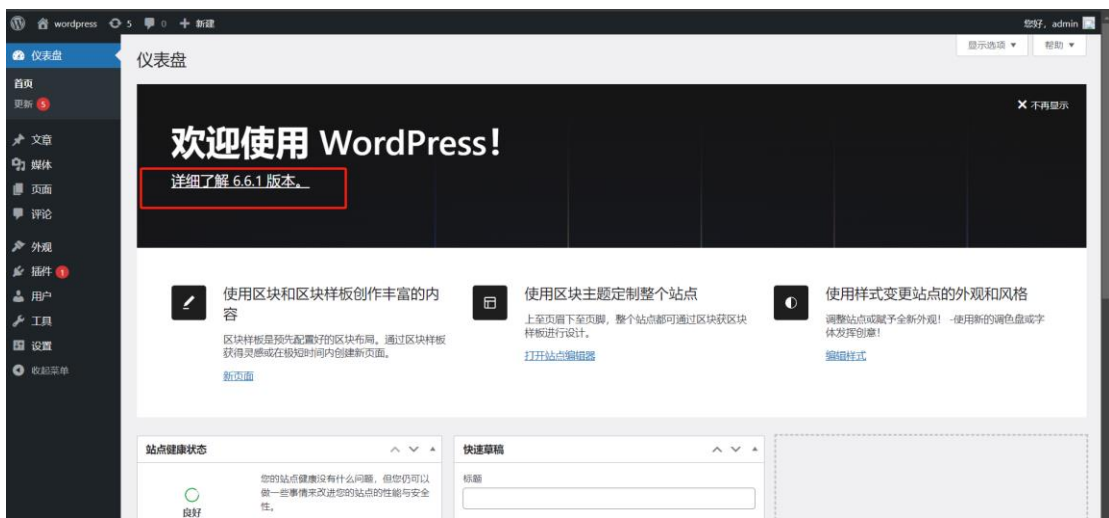 wordpress 5 0 新建
您好, admin
仪表盘
首页
更新 5
文章
媒体
页面
评论
外观
插件 1
用户
工具
设置
收起菜单
仪表盘
显示选项
帮助
不再显示
欢迎使用 WordPress!
详细了解 6.6.1 版本。
使用区块和区块样板创作丰富的内
容
区块样板是预先配置好的区块布局。通过区块样板
获得灵感或在极短时间内创建新页面。
新页面
使用区块主题定制整个站点
上至页眉下至页脚，整个站点都可通过区块获区块
样板进行设计。
打开站点编辑器
使用样式变更站点的外观和风格
调整站点或赋予全新外观！ -使用新的调色盘或字
体发挥创意！
编辑样式
站点健康状态
良好
您的站点健康没有什么问题，但您仍可以
做一些事情来改进您的站点的性能与安全
性。
快速草稿
标题